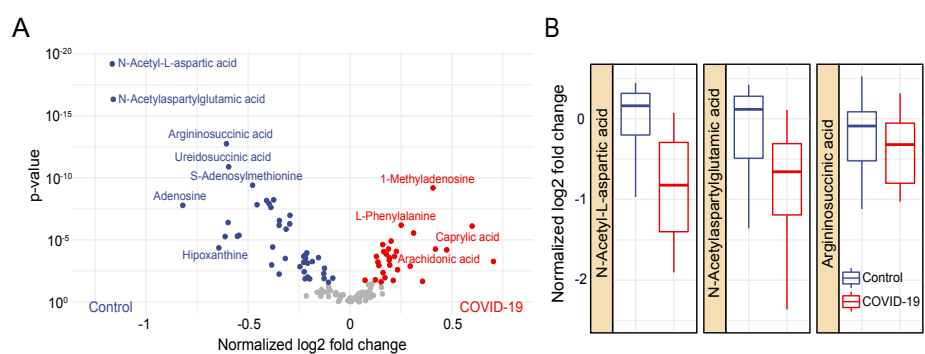 A
B
p-value
10-20
10-15
10-10
10-5
100
N-Acetyl-L-aspartic acid
N-Acetylaspartylglutamic acid
Argininosuccinic acid
Ureidosuccinic acid
S-Adenosylmethionine
Adenosine
Hypoxanthine
1-Methyladenosine
L-Phenylalanine
Caprylic acid
Arachidonic acid
Control
COVID-19
-1
-0.5
0
0.5
Normalized log2 fold change
Normalized log2 fold change
0
-1
-2
N-Acetyl-L-aspartic acid
N-Acetylaspartylglutamic acid
Argininosuccinic acid
Control
COVID-19